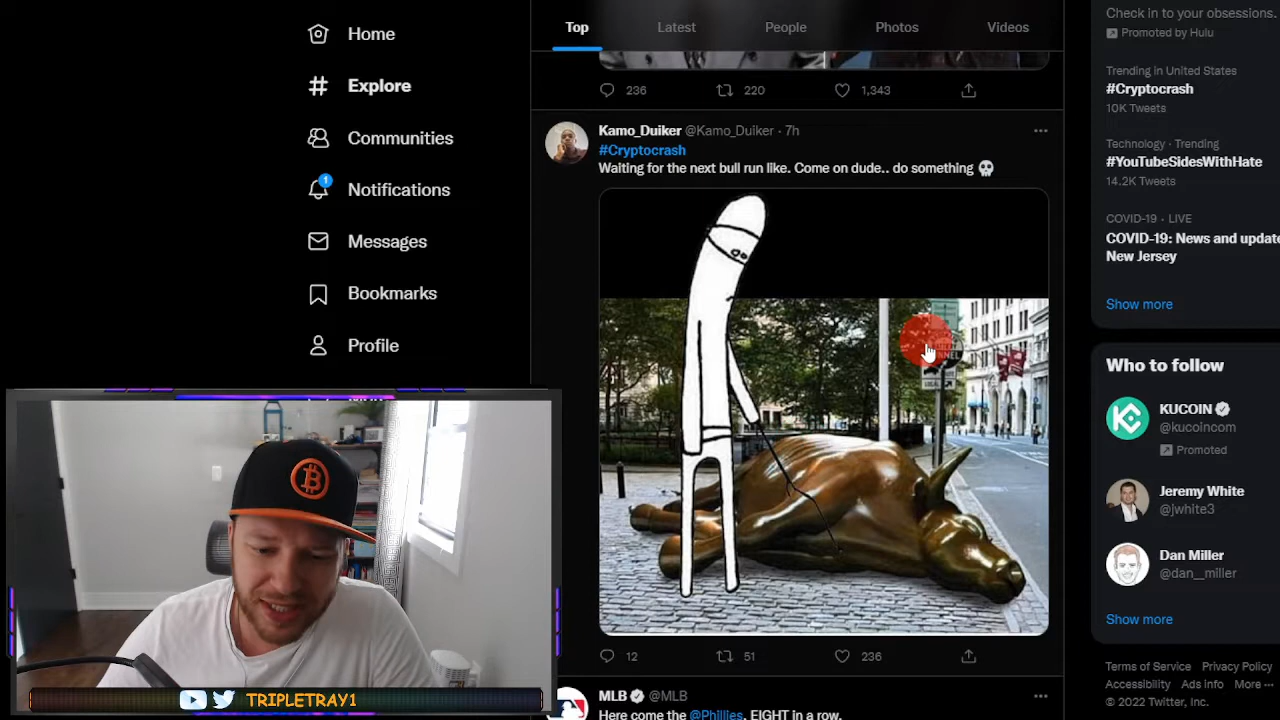 Home
Explore
Communities
1
Notifications
Messages
Bookmarks
Profile
TRIPLETRAY1
Top
Latest
People
Photos
Videos
236
220
1,343
Kamo_Duiker @Kamo_Duiker · 7h
#Cryptocrash
Waiting for the next bull run like. Come on dude.. do something
12
51
236
MLB @MLB
Here come the @Phillies. EIGHT in a row.
Check in to your obsessions.
Promoted by Hulu
Trending in United States
#Cryptocrash
10K Tweets
Technology · Trending
#YouTubeSidesWithHate
14.2K Tweets
COVID-19 · LIVE
COVID-19: News and update
New Jersey
Show more
Who to follow
KUCOIN
@kucoincom
Promoted
Jeremy White
@jwhite3
Dan Miller
@dan__miller
Show more
Terms of Service Privacy Policy
Accessibility Ads info More
© 2022 Twitter, Inc.